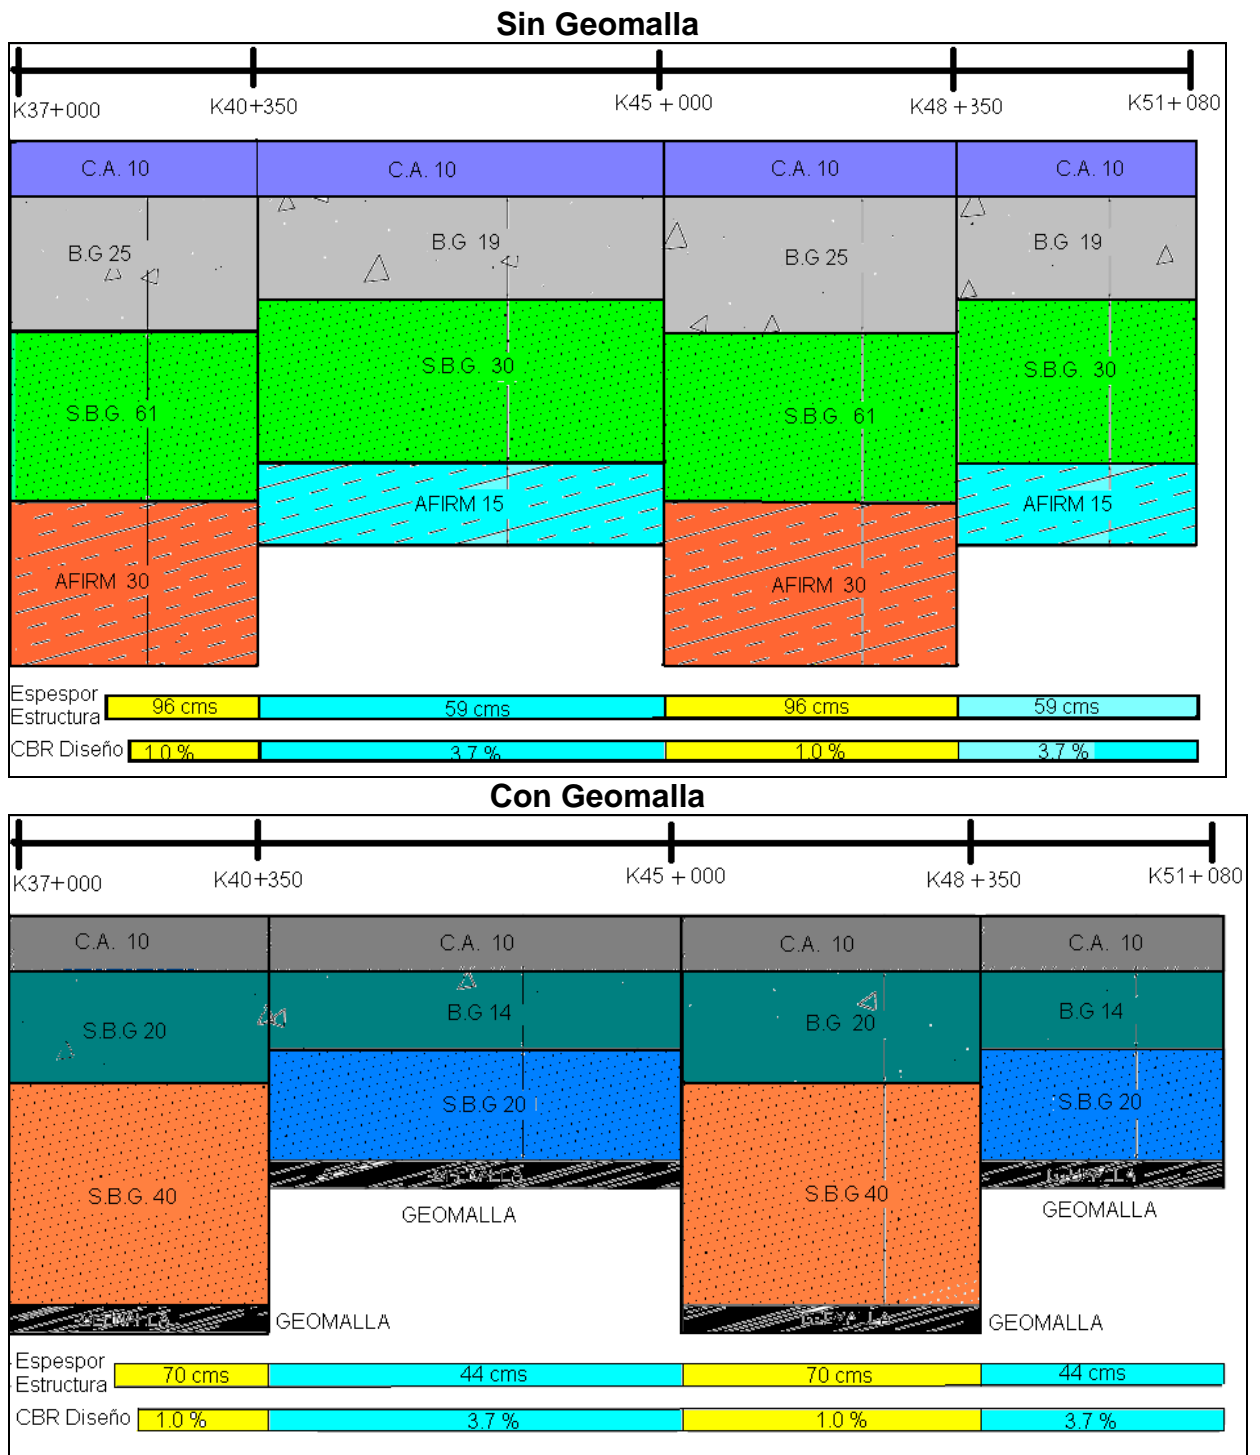 Sin Geomalla
K37+000 K40+350 K45 + 000 K48 + 350 K51 + 080
C.A. 10 C.A. 10 C.A. 10 C.A. 10
B.G 25 B.G 19 B.G 25 B.G 19
S.B.G. 61 S.B.G. 30 S.B.G. 61 S.B.G. 30
AFIRM 30 AFIRM 15 AFIRM 30 AFIRM 15
Espespor
Estructura 96 cms 59 cms 96 cms 59 cms
CBR Diseño 1.0 % 3.7 % 1.0 % 3.7 %
Con Geomalla
K37+000 K40+350 K45 + 000 K48 + 350 K51 + 080
C.A. 10 C.A. 10 C.A. 10 C.A. 10
S.B.G 20 B.G 14 B.G 20 B.G 14
S.B.G. 40 S.B.G 20 S.B.G 40 S.B.G 20
GEOMALLA GEOMALLA
GEOMALLA GEOMALLA
Espespor
Estructura 70 cms 44 cms 70 cms 44 cms
CBR Diseño 1.0 % 3.7 % 1.0 % 3.7 %